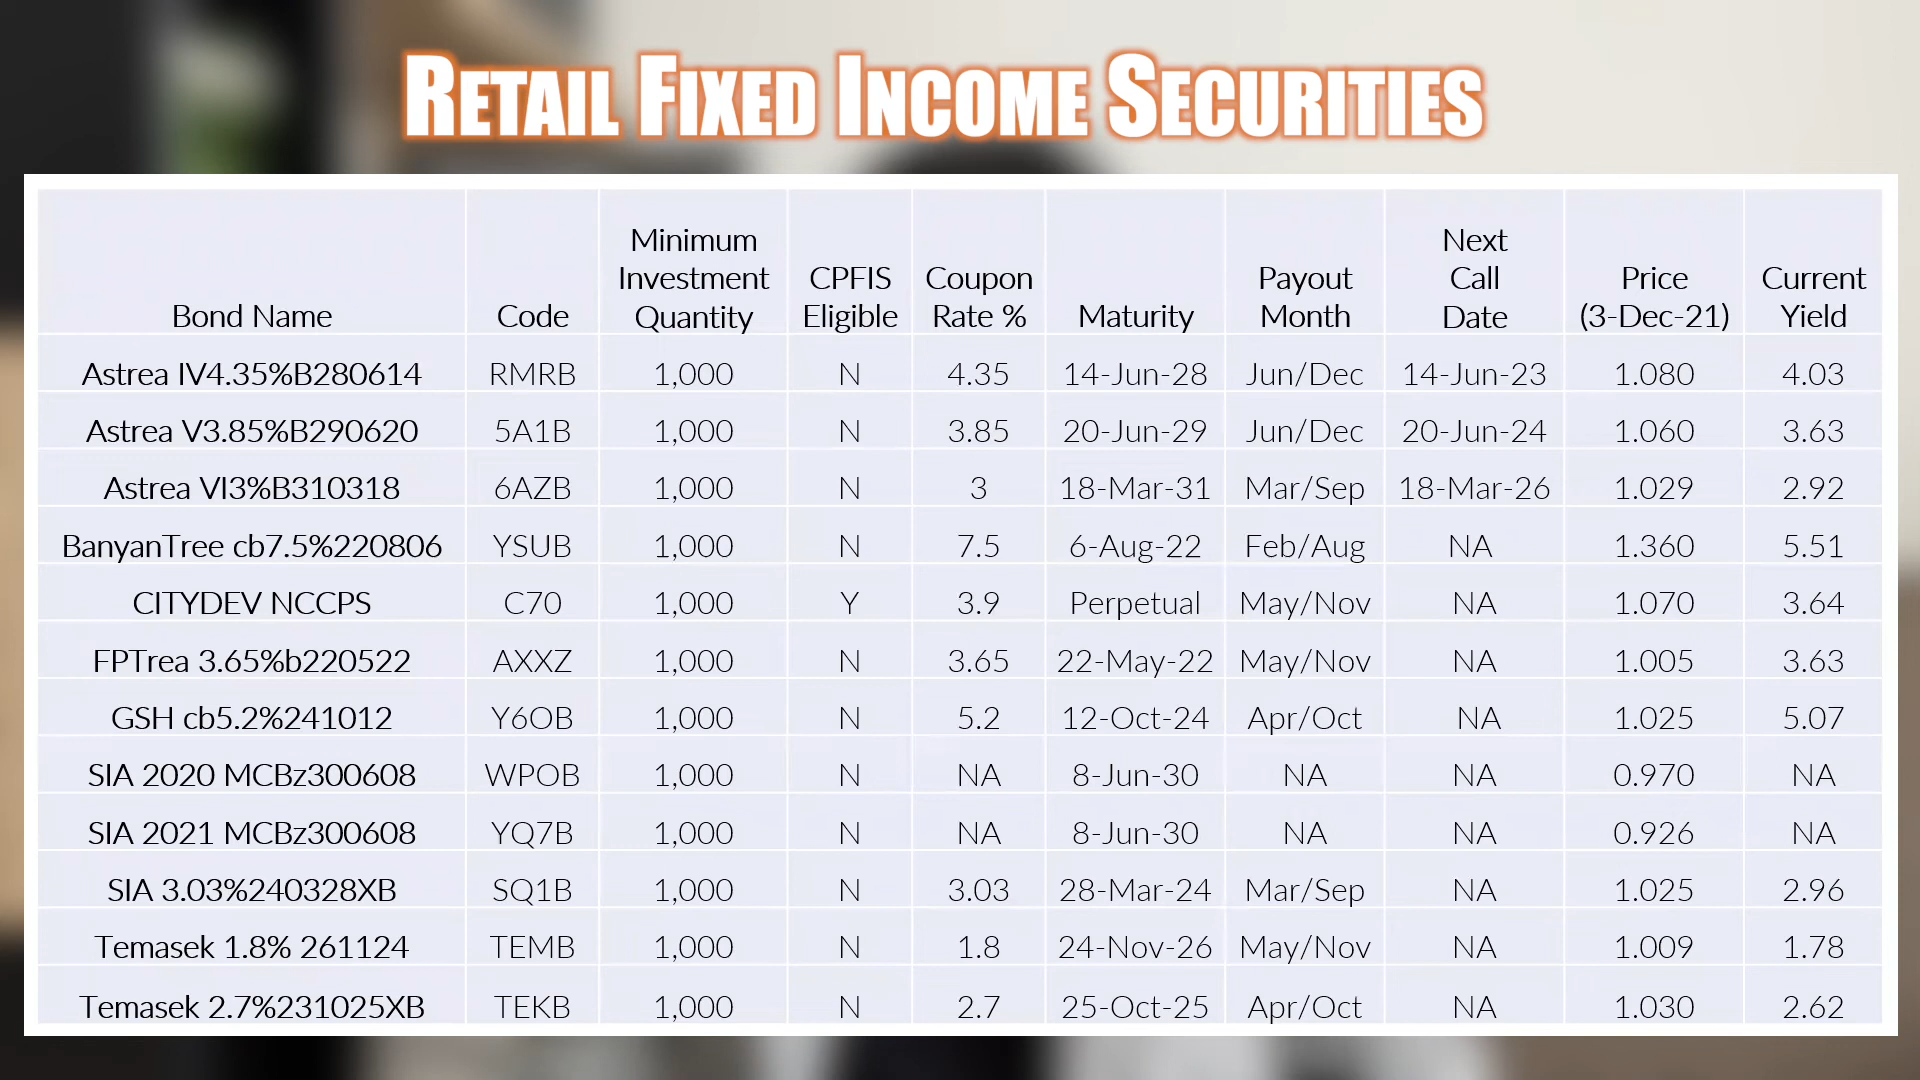 RETAIL FIXED INCOME SECURITIES
Bond Name | Code | Minimum Investment Quantity | CPFIS Eligible | Coupon Rate % | Maturity | Payout Month | Next Call Date | Price (3-Dec-21) | Current Yield
Astrea IV4.35%B280614 | RMRB | 1,000 | N | 4.35 | 14-Jun-28 | Jun/Dec | 14-Jun-23 | 1.080 | 4.03
Astrea V3.85%B290620 | 5A1B | 1,000 | N | 3.85 | 20-Jun-29 | Jun/Dec | 20-Jun-24 | 1.060 | 3.63
Astrea VI3%B310318 | 6AZB | 1,000 | N | 3 | 18-Mar-31 | Mar/Sep | 18-Mar-26 | 1.029 | 2.92
BanyanTree cb7.5%220806 | YSUB | 1,000 | N | 7.5 | 6-Aug-22 | Feb/Aug | NA | 1.360 | 5.51
CITYDEV NCCPS | C70 | 1,000 | Y | 3.9 | Perpetual | May/Nov | NA | 1.070 | 3.64
FPTrea 3.65%b220522 | AXXZ | 1,000 | N | 3.65 | 22-May-22 | May/Nov | NA | 1.005 | 3.63
GSH cb5.2%241012 | Y6OB | 1,000 | N | 5.2 | 12-Oct-24 | Apr/Oct | NA | 1.025 | 5.07
SIA 2020 MCBz300608 | WPOB | 1,000 | N | NA | 8-Jun-30 | NA | NA | 0.970 | NA
SIA 2021 MCBz300608 | YQ7B | 1,000 | N | NA | 8-Jun-30 | NA | NA | 0.926 | NA
SIA 3.03%240328XB | SQ1B | 1,000 | N | 3.03 | 28-Mar-24 | Mar/Sep | NA | 1.025 | 2.96
Temasek 1.8% 261124 | TEMB | 1,000 | N | 1.8 | 24-Nov-26 | May/Nov | NA | 1.009 | 1.78
Temasek 2.7%231025XB | TEKB | 1,000 | N | 2.7 | 25-Oct-25 | Apr/Oct | NA | 1.030 | 2.62